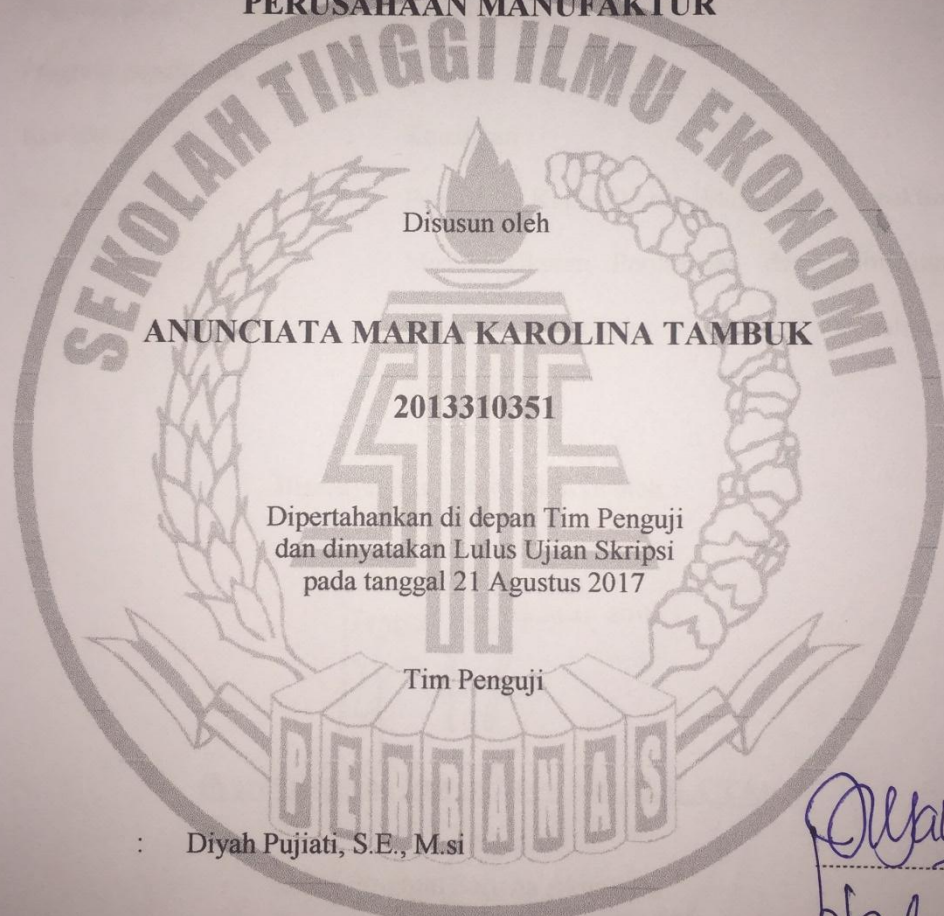 PERUSAHAAN MANUFAKTUR
SEKOLAH TINGGI ILMU EKONOMI
Disusun oleh
ANUNCIATA MARIA KAROLINA TAMBUK
2013310351
STIE
Dipertahankan di depan Tim Penguji
dan dinyatakan Lulus Ujian Skripsi
pada tanggal 21 Agustus 2017
Tim Penguji
PERBANAS
: Diyah Pujiati, S.E., M.si